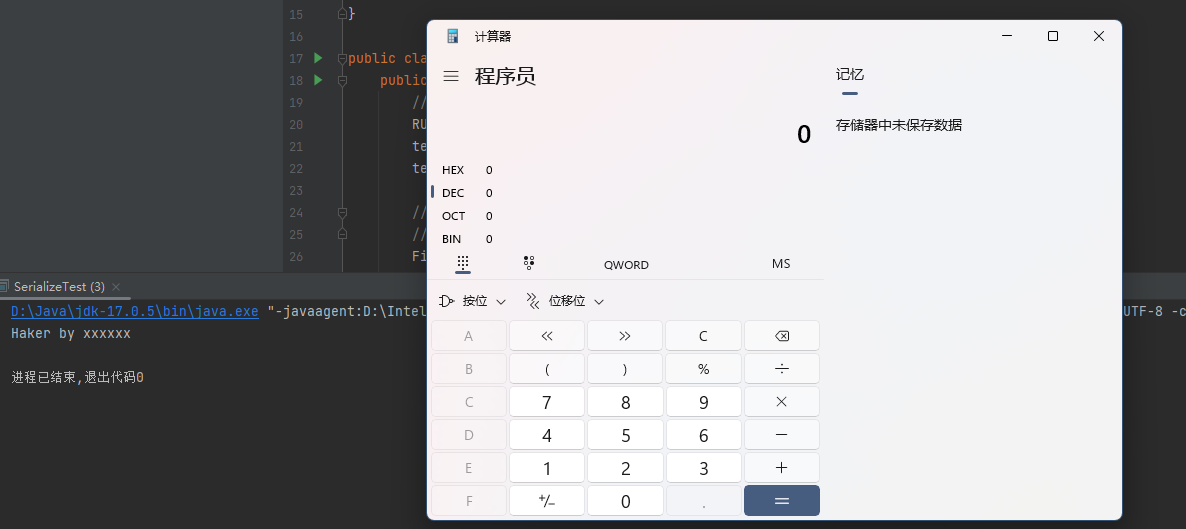 15 }
16
17 public cla
18 public
19 //
20 RU
21 te
22 te
23
24 //
25 //
26 Fi
SerializeTest (3)
D:\Java\jdk-17.0.5\bin\java.exe "-javaagent:D:\Intel
UTF-8 -c
Haker by xxxxxx
进程已结束,退出代码0
计算器
程序员
0
HEX 0
DEC 0
OCT 0
BIN 0
QWORD MS
按位 位移位
A « » C
B ( ) % ÷
C 7 8 9 ×
D 4 5 6 −
E 1 2 3 +
F +/− 0 . =
记忆
存储器中未保存数据